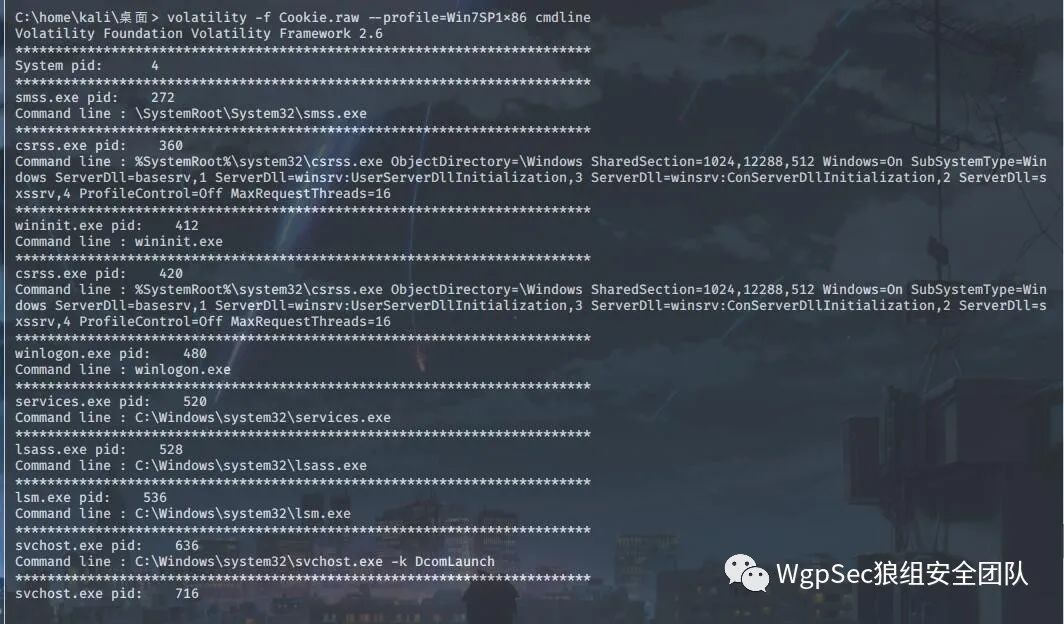 C:\home\kali\桌面> volatility -f Cookie.raw --profile=Win7SP1×86 cmdline
Volatility Foundation Volatility Framework 2.6
************************************************************************
System pid:      4
************************************************************************
smss.exe pid:    272
Command line : \SystemRoot\System32\smss.exe
************************************************************************
csrss.exe pid:    360
Command line : %SystemRoot%\system32\csrss.exe ObjectDirectory=\Windows SharedSection=1024,12288,512 Windows=On SubSystemType=Win
dows ServerDll=basesrv,1 ServerDll=winsrv:UserServerDllInitialization,3 ServerDll=winsrv:ConServerDllInitialization,2 ServerDll=s
xssrv,4 ProfileControl=Off MaxRequestThreads=16
************************************************************************
wininit.exe pid:    412
Command line : wininit.exe
************************************************************************
csrss.exe pid:    420
Command line : %SystemRoot%\system32\csrss.exe ObjectDirectory=\Windows SharedSection=1024,12288,512 Windows=On SubSystemType=Win
dows ServerDll=basesrv,1 ServerDll=winsrv:UserServerDllInitialization,3 ServerDll=winsrv:ConServerDllInitialization,2 ServerDll=s
xssrv,4 ProfileControl=Off MaxRequestThreads=16
************************************************************************
winlogon.exe pid:    480
Command line : winlogon.exe
************************************************************************
services.exe pid:    520
Command line : C:\Windows\system32\services.exe
************************************************************************
lsass.exe pid:    528
Command line : C:\Windows\system32\lsass.exe
************************************************************************
lsm.exe pid:    536
Command line : C:\Windows\system32\lsm.exe
************************************************************************
svchost.exe pid:    636
Command line : C:\Windows\system32\svchost.exe -k DcomLaunch
************************************************************************
svchost.exe pid:    716
WgpSec狼组安全团队